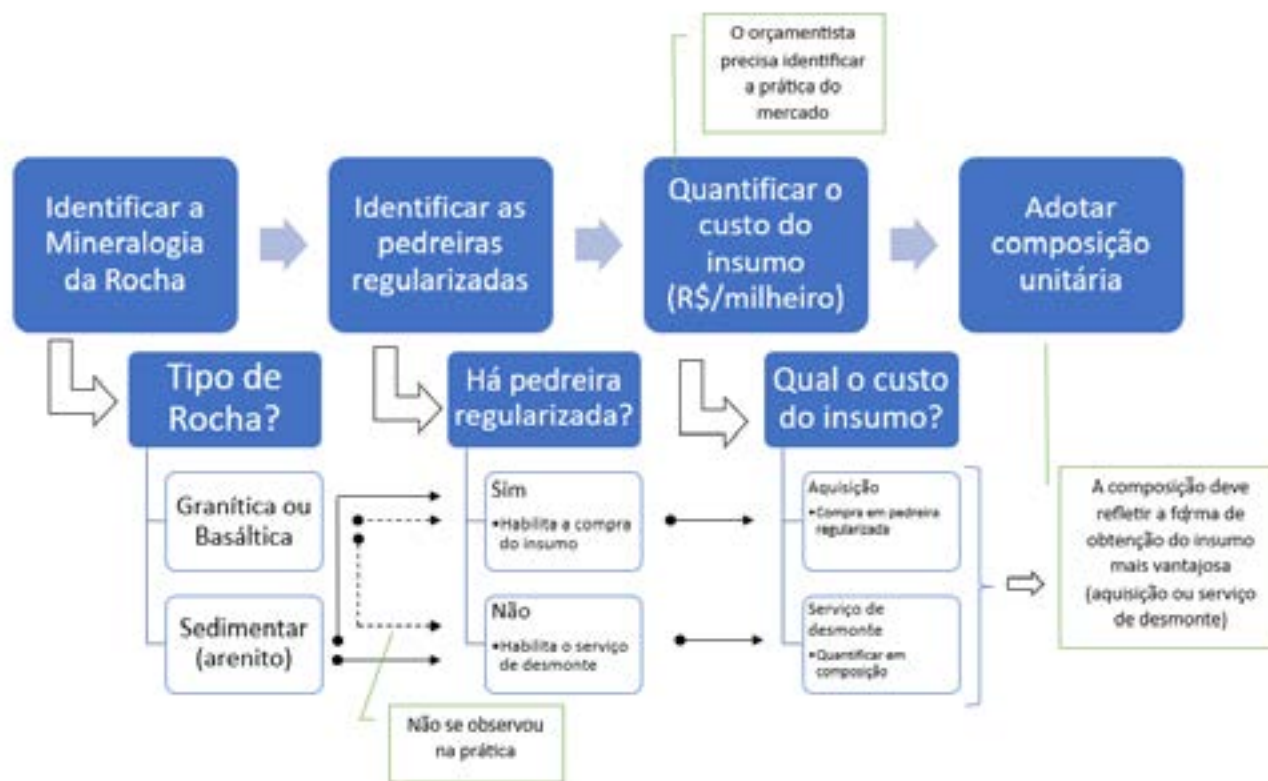 O orçamentista
precisa identificar
a prática do
mercado
Identificar a
Mineralogia
da Rocha
Identificar as
pedreiras
regularizadas
Quantificar o
custo do
insumo
(R$/milheiro)
Adotar
composição
unitária
Tipo de
Rocha?
Há pedreira
regularizada?
Qual o custo
do insumo?
Granítica ou
Basáltica
Sim
•Habilita a compra
do insumo
Aquisição
•Compra em pedreira
regularizada
A composição deve
refletir a forma de
obtenção do insumo
mais vantajosa
(aquisição ou serviço
de desmonte)
Sedimentar
(arenito)
Não
•Habilita o serviço
de desmonte
Serviço de
desmonte
•Quantificar em
composição
Não se observou
na prática